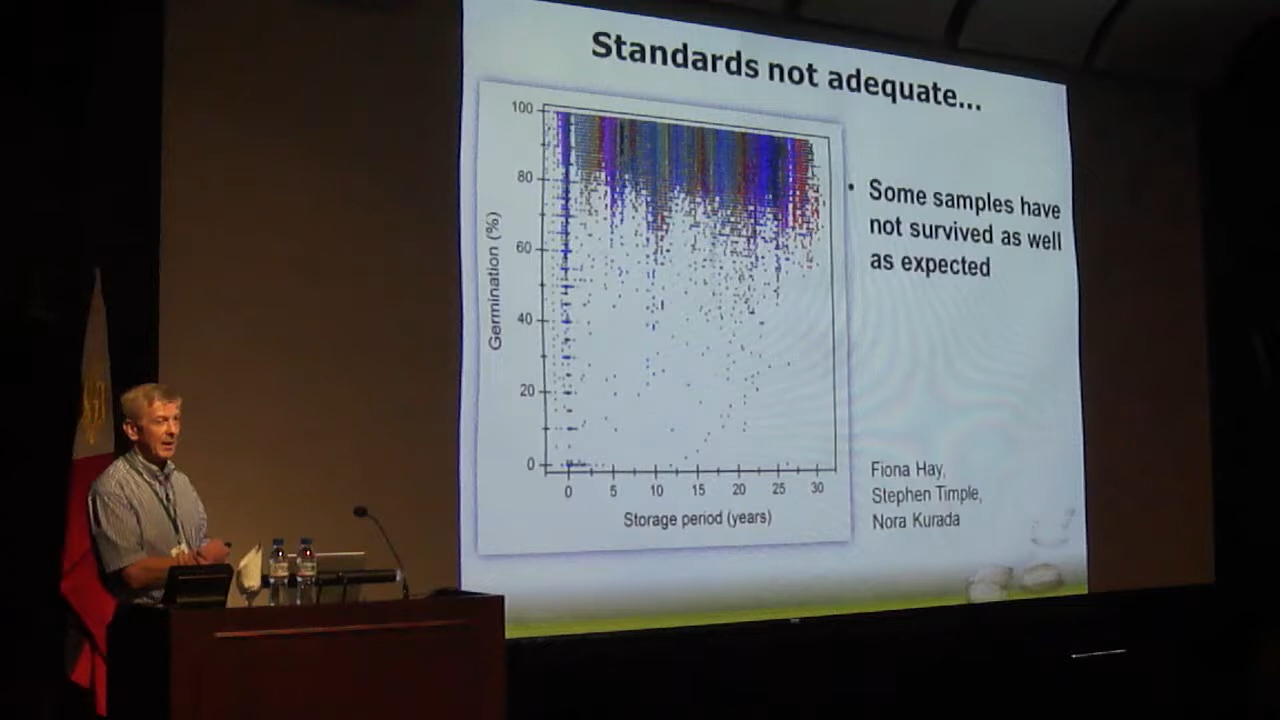 Standards not adequate...
100
80
60
40
20
0
Germination (%)
0 5 10 15 20 25 30
Storage period (years)
• Some samples have
not survived as well
as expected
Fiona Hay,
Stephen Timple,
Nora Kurada